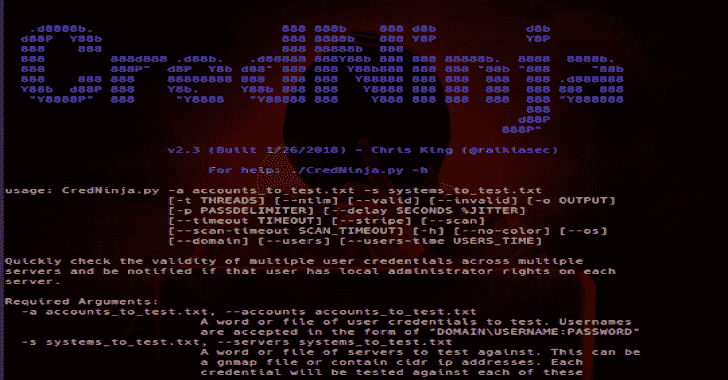 CredNinja
v2.3 (Built 1/26/2018) - Chris King (@raikiasec)
For help: ./CredNinja.py -h
usage: CredNinja.py -a accounts_to_test.txt -s systems_to_test.txt
[-t THREADS] [--ntlm] [--valid] [--invalid] [-o OUTPUT]
[-p PASSDELIMITER] [--delay SECONDS %JITTER]
[--timeout TIMEOUT] [--stripe] [--scan]
[--scan-timeout SCAN_TIMEOUT] [-h] [--no-color] [--os]
[--domain] [--users] [--users-time USERS_TIME]
Quickly check the validity of multiple user credentials across multiple
servers and be notified if that user has local administrator rights on each
server.
Required Arguments:
-a accounts_to_test.txt, --accounts accounts_to_test.txt
A word or file of user credentials to test. Usernames
are accepted in the form of "DOMAIN\USERNAME:PASSWORD"
-s systems_to_test.txt, --servers systems_to_test.txt
A word or file of servers to test against. This can be
a gnmap file or contain cidr ip addresses. Each
credential will be tested against each of these